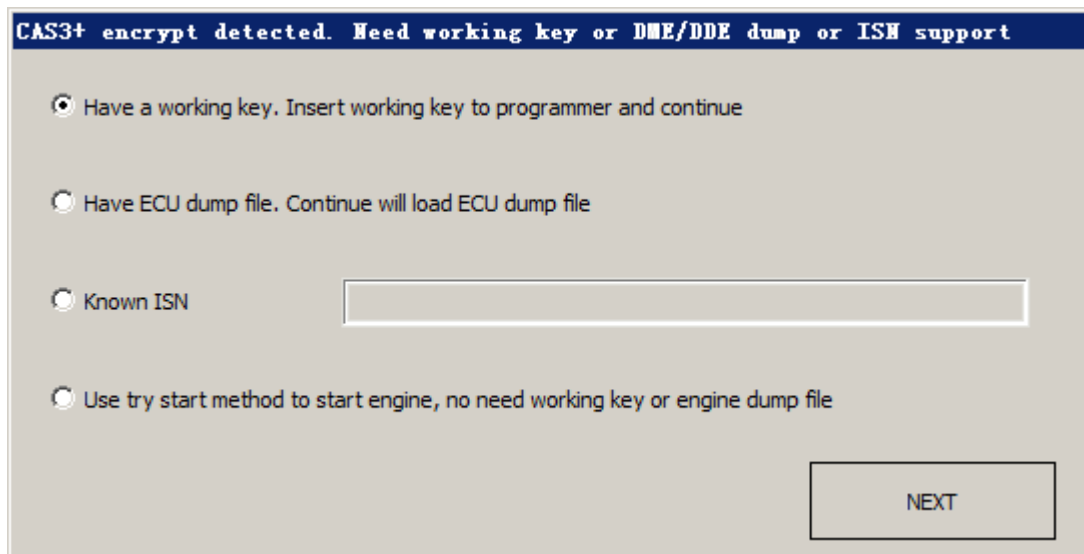 CAS3+ encrypt detected. Need working key or DME/DDE dump or ISN support
Have a working key. Insert working key to programmer and continue
Have ECU dump file. Continue will load ECU dump file
Known ISN
Use try start method to start engine, no need working key or engine dump file
NEXT